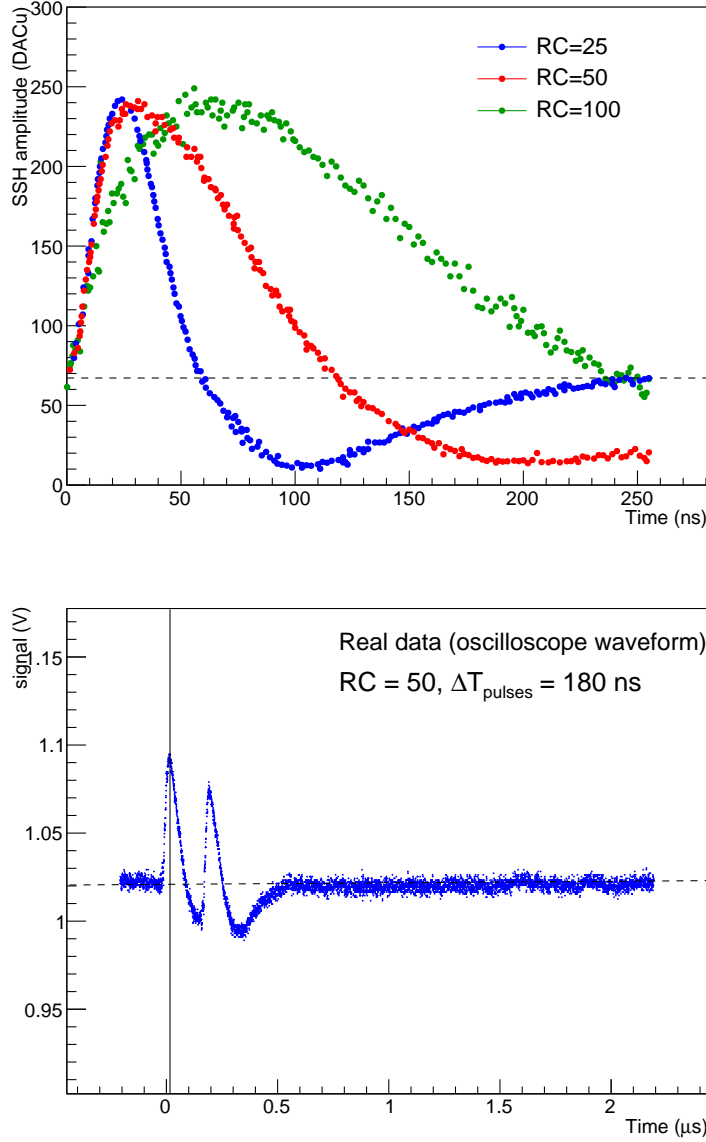 SSH amplitude (DACu)
300
250
200
150
100
50
0
RC=25
RC=50
RC=100
0 50 100 150 200 250
Time (ns)
signal (V)
1.15
1.1
1.05
1
0.95
Real data (oscilloscope waveform)
RC = 50, ΔTpulses = 180 ns
0 0.5 1 1.5 2
Time (μs)